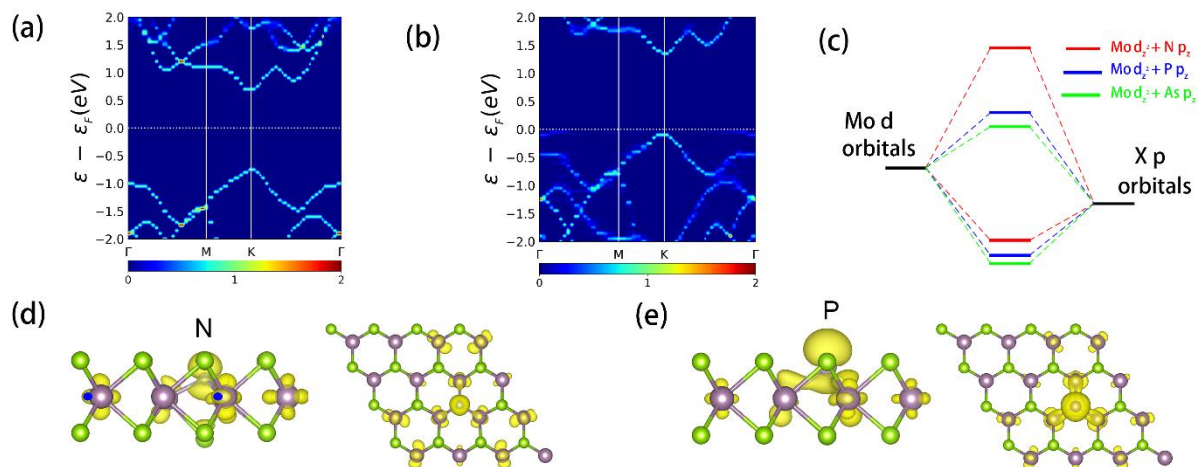 (a)
ε − ε_F (eV)
2.0
1.5
1.0
0.5
0.0
−0.5
−1.0
−1.5
−2.0
Γ M K Γ
0 1 2
(b)
ε − ε_F (eV)
2.0
1.5
1.0
0.5
0.0
−0.5
−1.0
−1.5
−2.0
Γ M K Γ
0 1 2
(c)
Mo d_z² + N p_z
Mo d_z² + P p_z
Mo d_z² + As p_z
Mo d
orbitals
X p
orbitals
(d)
N
(e)
P